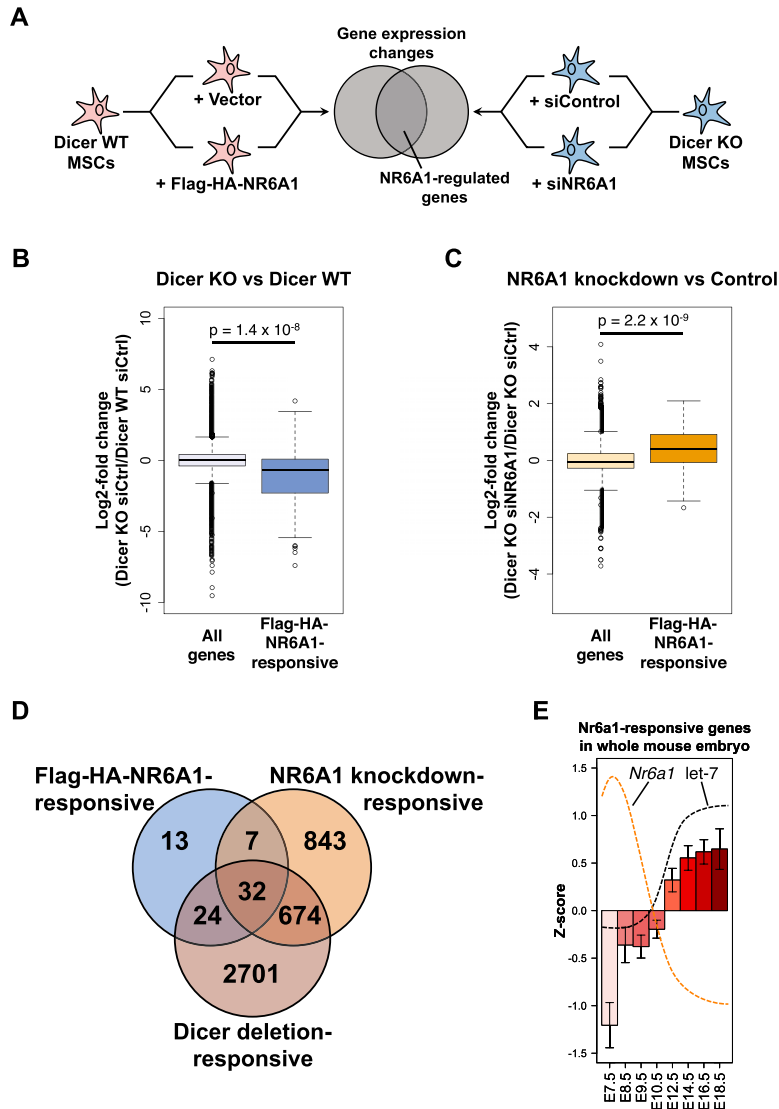 A
Gene expression
changes
+ Vector
+ siControl
Dicer WT
MSCs
Dicer KO
MSCs
+ Flag-HA-NR6A1
NR6A1-regulated
genes
+ siNR6A1
B
Dicer KO vs Dicer WT
Log2-fold change
(Dicer KO siCtrl/Dicer WT siCtrl)
10
5
0
-5
-10
p = 1.4 x 10-8
All
genes
Flag-HA-
NR6A1-
responsive
C
NR6A1 knockdown vs Control
Log2-fold change
(Dicer KO siNR6A1/Dicer KO siCtrl)
4
2
0
-2
-4
p = 2.2 x 10-9
All
genes
Flag-HA-
NR6A1-
responsive
D
Flag-HA-NR6A1-
responsive
NR6A1 knockdown-
responsive
13
7
843
32
24
674
2701
Dicer deletion-
responsive
E
Nr6a1-responsive genes
in whole mouse embryo
Nr6a1
let-7
Z-score
1.5
1.0
0.5
0.0
-0.5
-1.0
-1.5
E7.5
E8.5
E9.5
E10.5
E12.5
E14.5
E16.5
E18.5